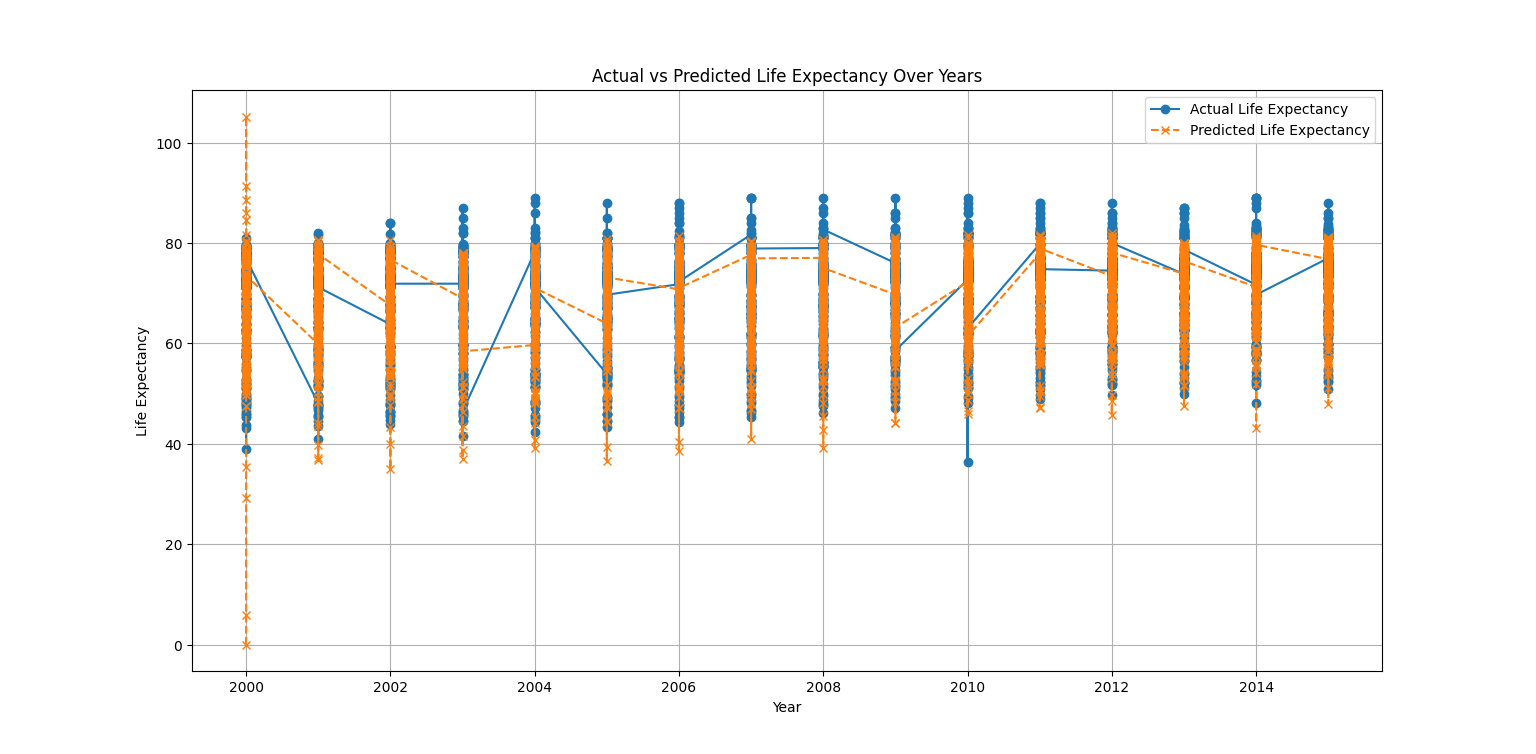 Actual vs Predicted Life Expectancy Over Years
Actual Life Expectancy
Predicted Life Expectancy
Life Expectancy
100
80
60
40
20
0
2000 2002 2004 2006 2008 2010 2012 2014
Year